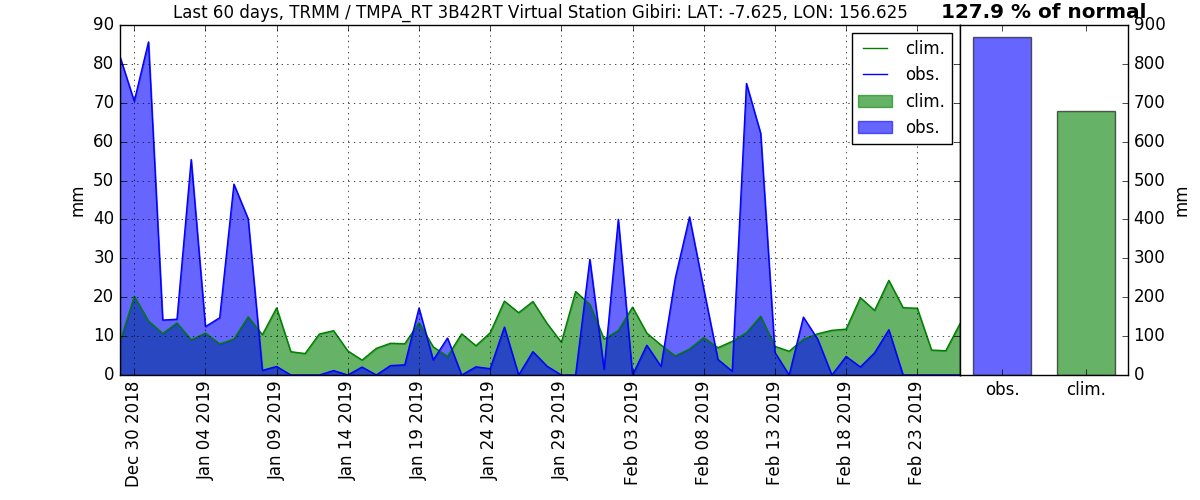 Last 60 days, TRMM / TMPA_RT 3B42RT Virtual Station Gibiri: LAT: -7.625, LON: 156.625
127.9 % of normal
90
80
70
60
50
40
30
20
10
0
mm
clim.
obs.
clim.
obs.
Dec 30 2018
Jan 04 2019
Jan 09 2019
Jan 14 2019
Jan 19 2019
Jan 24 2019
Jan 29 2019
Feb 03 2019
Feb 08 2019
Feb 13 2019
Feb 18 2019
Feb 23 2019
900
800
700
600
500
400
300
200
100
0
mm
obs.
clim.